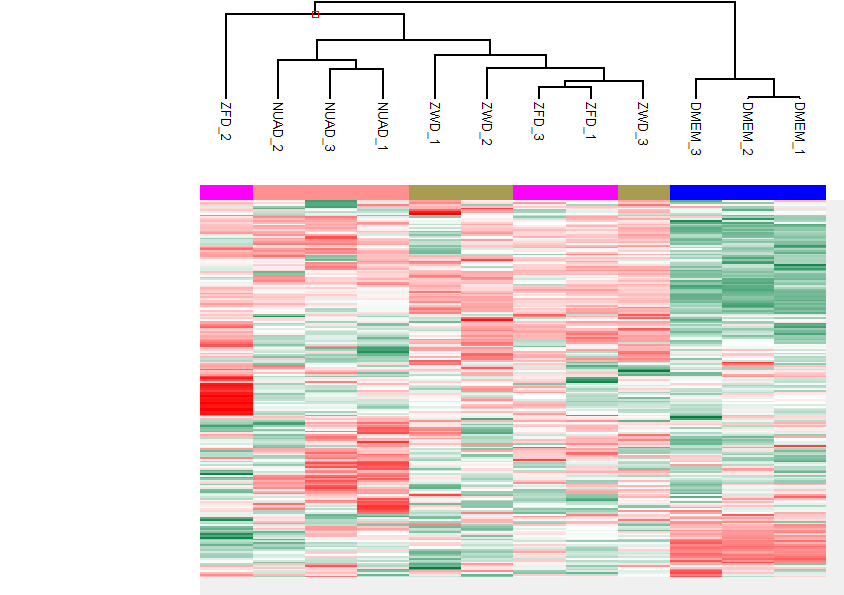 ZFD_2
NUAD_2
NUAD_3
NUAD_1
ZWD_1
ZWD_2
ZFD_3
ZFD_1
ZWD_3
DMEM_3
DMEM_2
DMEM_1